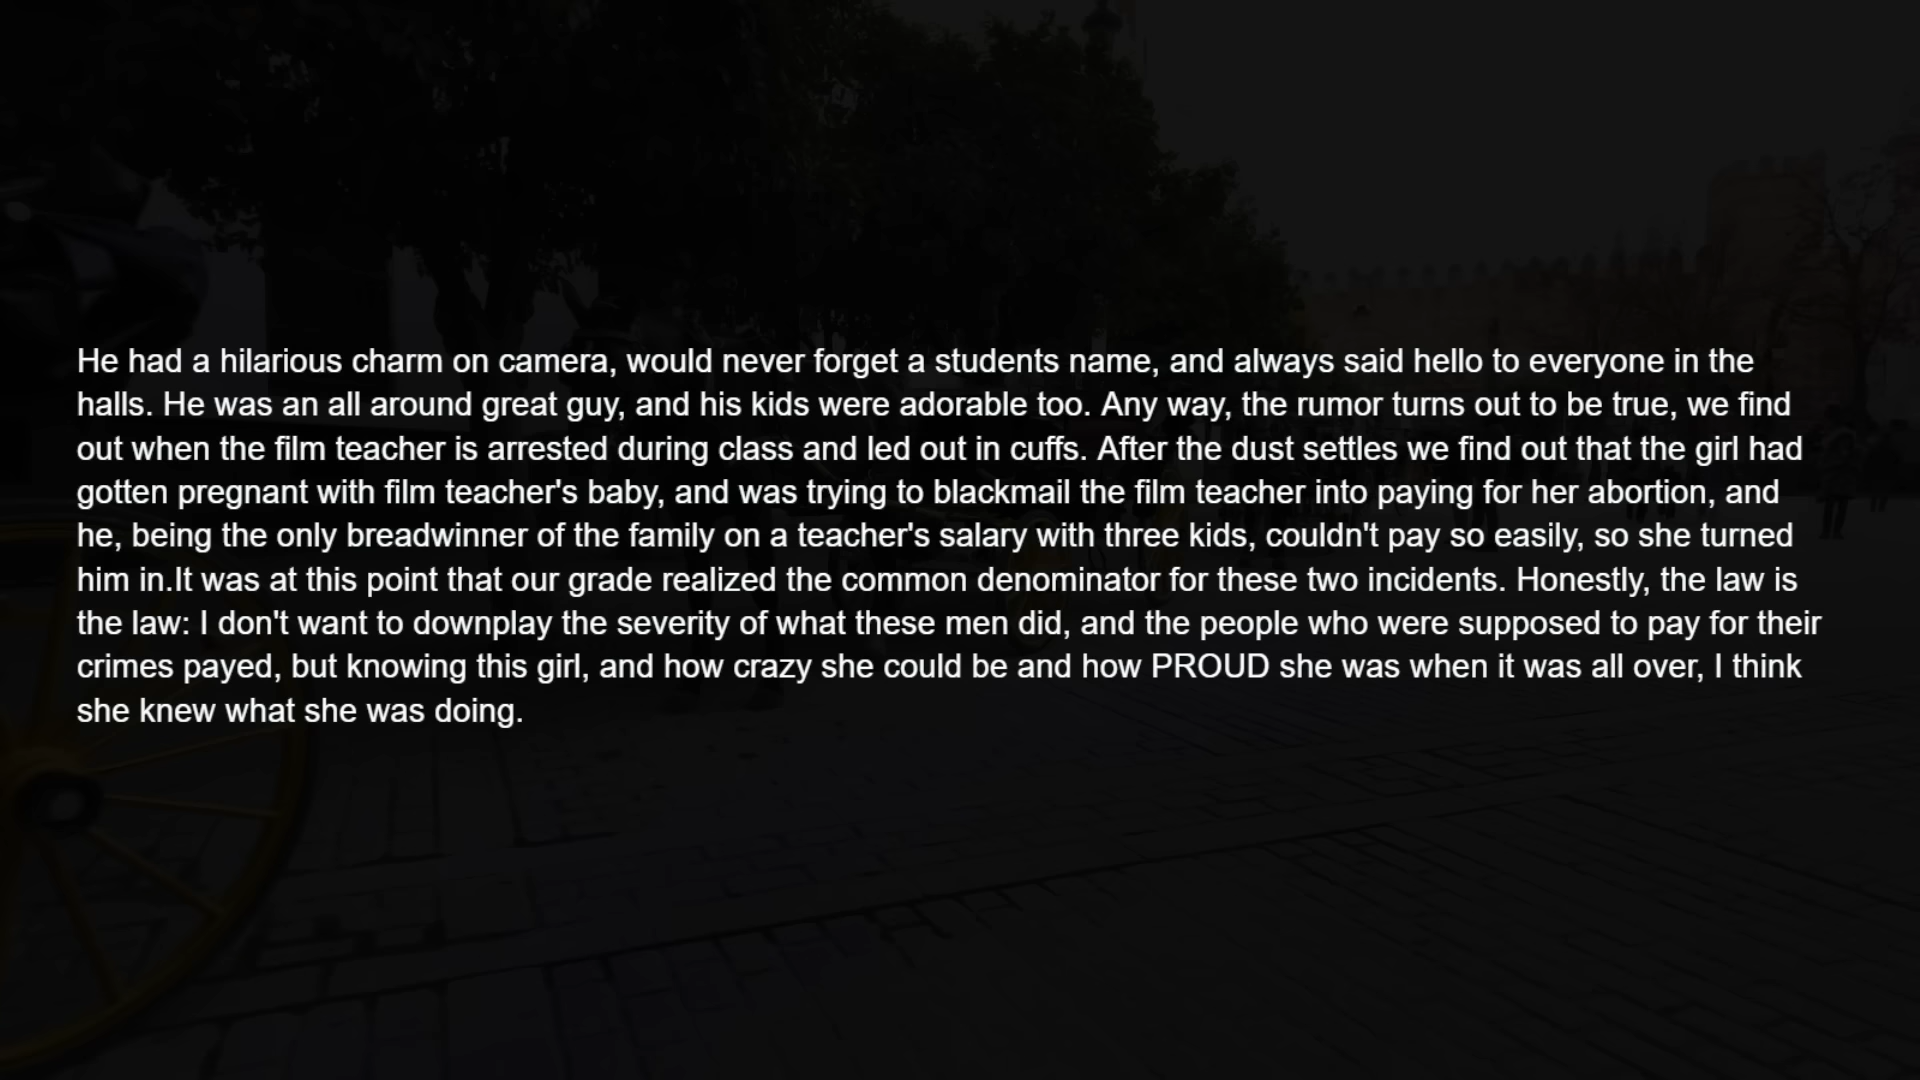 He had a hilarious charm on camera, would never forget a students name, and always said hello to everyone in the
halls. He was an all around great guy, and his kids were adorable too. Any way, the rumor turns out to be true, we find
out when the film teacher is arrested during class and led out in cuffs. After the dust settles we find out that the girl had
gotten pregnant with film teacher's baby, and was trying to blackmail the film teacher into paying for her abortion, and
he, being the only breadwinner of the family on a teacher's salary with three kids, couldn't pay so easily, so she turned
him in.It was at this point that our grade realized the common denominator for these two incidents. Honestly, the law is
the law: I don't want to downplay the severity of what these men did, and the people who were supposed to pay for their
crimes payed, but knowing this girl, and how crazy she could be and how PROUD she was when it was all over, I think
she knew what she was doing.